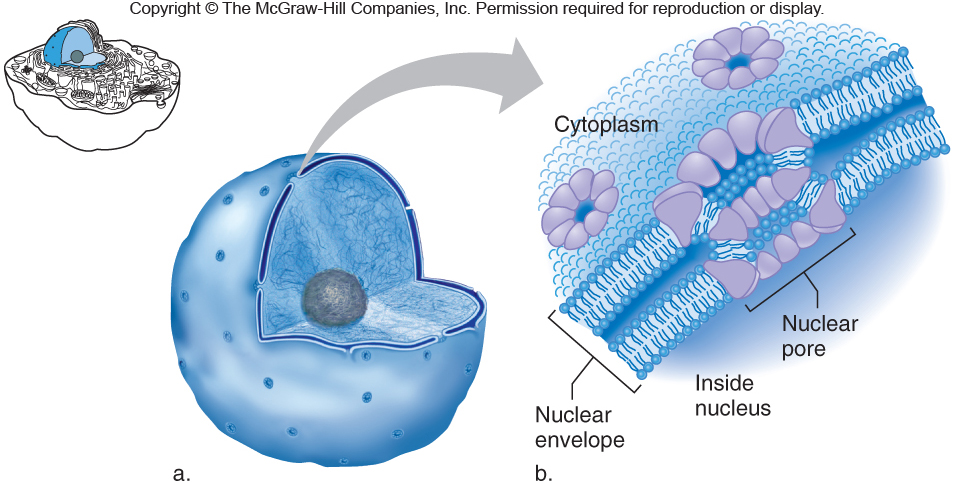 Copyright © The McGraw-Hill Companies, Inc. Permission required for reproduction or display.
Cytoplasm
Nuclear
pore
Inside
nucleus
Nuclear
envelope
a.
b.